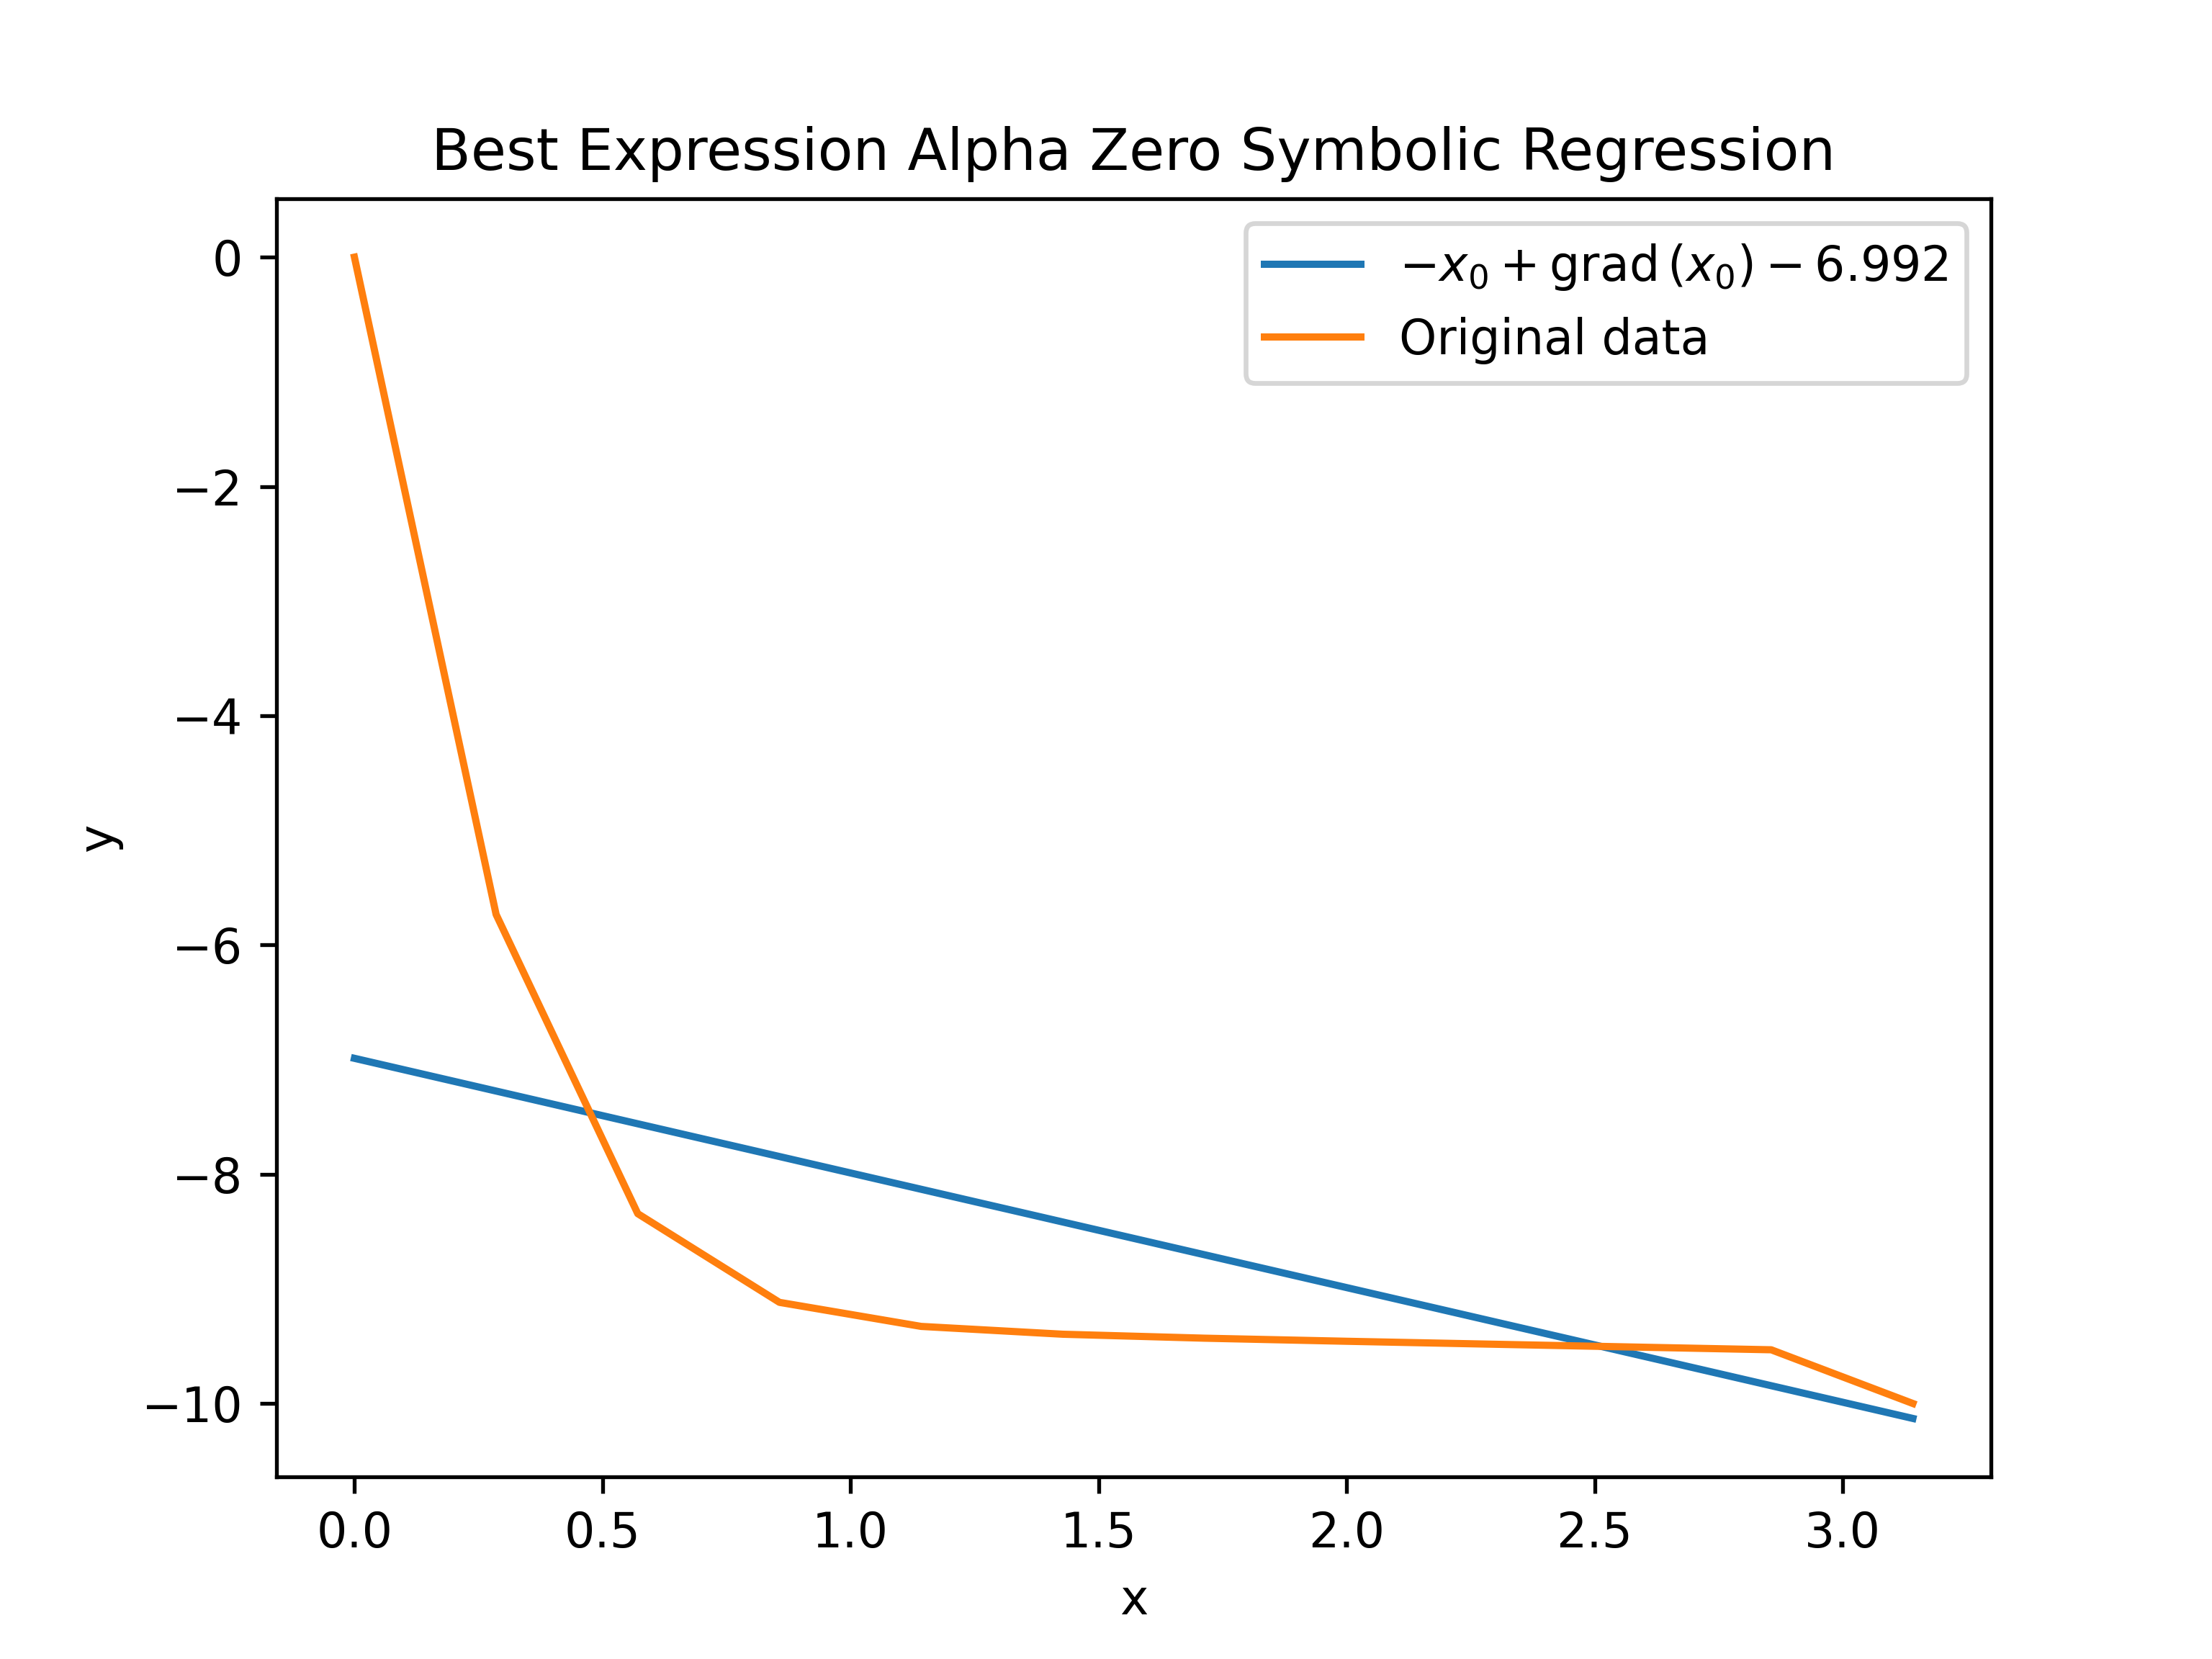 Best Expression Alpha Zero Symbolic Regression
−x₀ + grad (x₀) − 6.992
Original data
0
−2
−4
−6
−8
−10
y
0.0 0.5 1.0 1.5 2.0 2.5 3.0
x